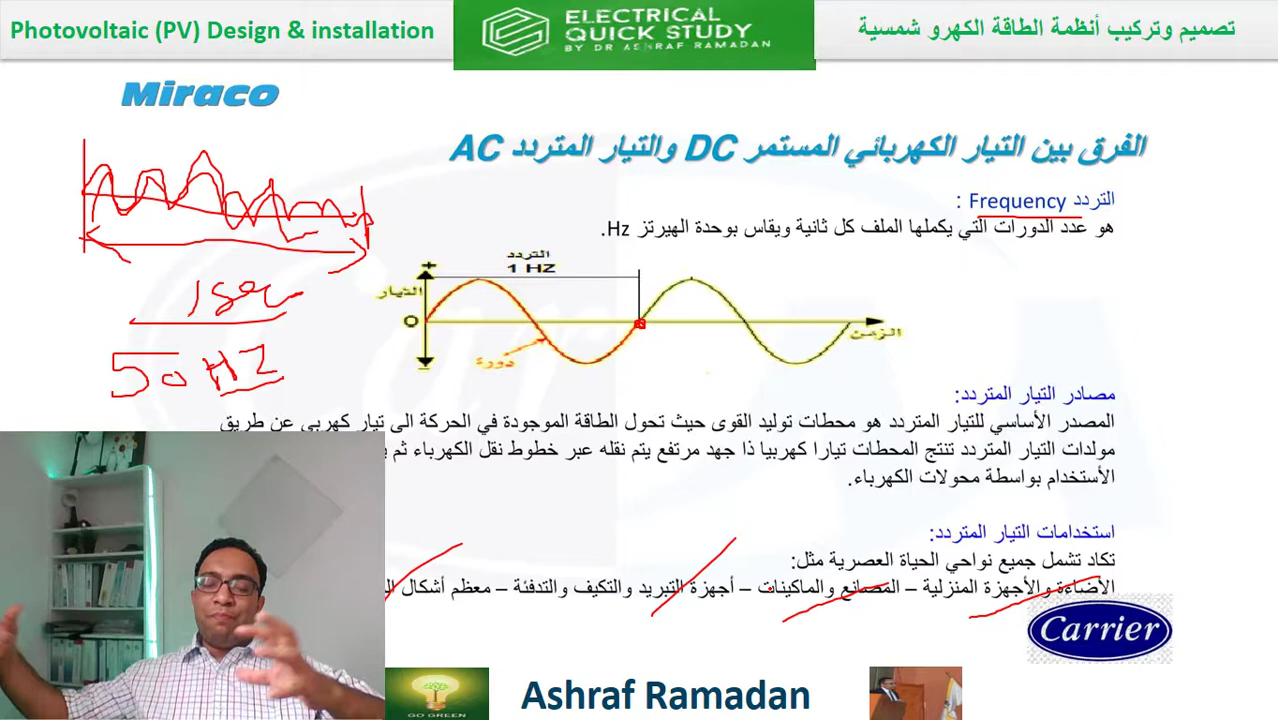 Photovoltaic (PV) Design & installation
ELECTRICAL
QUICK STUDY
BY DR ASHRAF RAMADAN
تصميم وتركيب أنظمة الطاقة الكهرو شمسية
Miraco
الفرق بين التيار الكهربائي المستمر DC والتيار المتردد AC
التردد Frequency :
هو عدد الدورات التي يكملها الملف كل ثانية ويقاس بوحدة الهيرتز Hz.
التردد
1 HZ
+
التيار
O
الزمن
دورة
-
1 sec
50 HZ
مصادر التيار المتردد:
المصدر الأساسي للتيار المتردد هو محطات توليد القوى حيث تحول الطاقة الموجودة في الحركة الى تيار كهربي عن طريق
مولدات التيار المتردد تنتج المحطات تيارا كهربيا ذا جهد مرتفع يتم نقله عبر خطوط نقل الكهرباء ثم
الأستخدام بواسطة محولات الكهرباء.
استخدامات التيار المتردد:
تكاد تشمل جميع نواحي الحياة العصرية مثل:
الأضاءة والأجهزة المنزلية – المصانع والماكينات – أجهزة التبريد والتكيف والتدفئة – معظم أشكال
Carrier
GO GREEN
Ashraf Ramadan